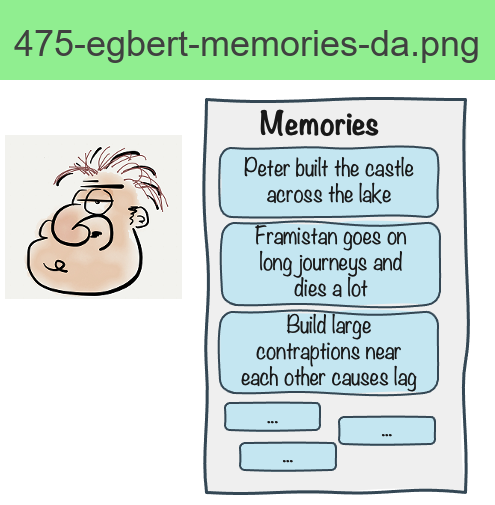 475-egbert-memories-da.png
Memories
Peter built the castle
across the lake
Framistan goes on
long journeys and
dies a lot
Build large
contraptions near
each other causes lag
...
...
...